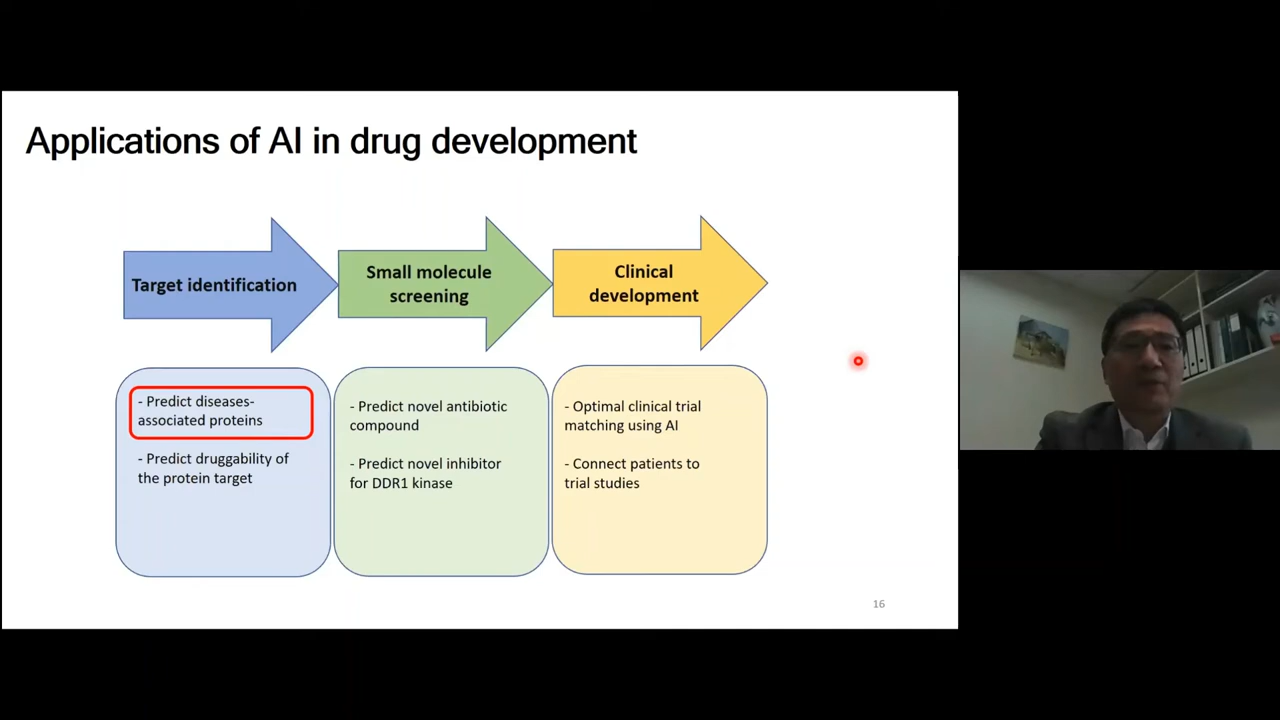 Applications of AI in drug development
Target identification
Small molecule
screening
Clinical
development
- Predict diseases-
associated proteins
- Predict druggability of
the protein target
- Predict novel antibiotic
compound
- Predict novel inhibitor
for DDR1 kinase
- Optimal clinical trial
matching using AI
- Connect patients to
trial studies
16